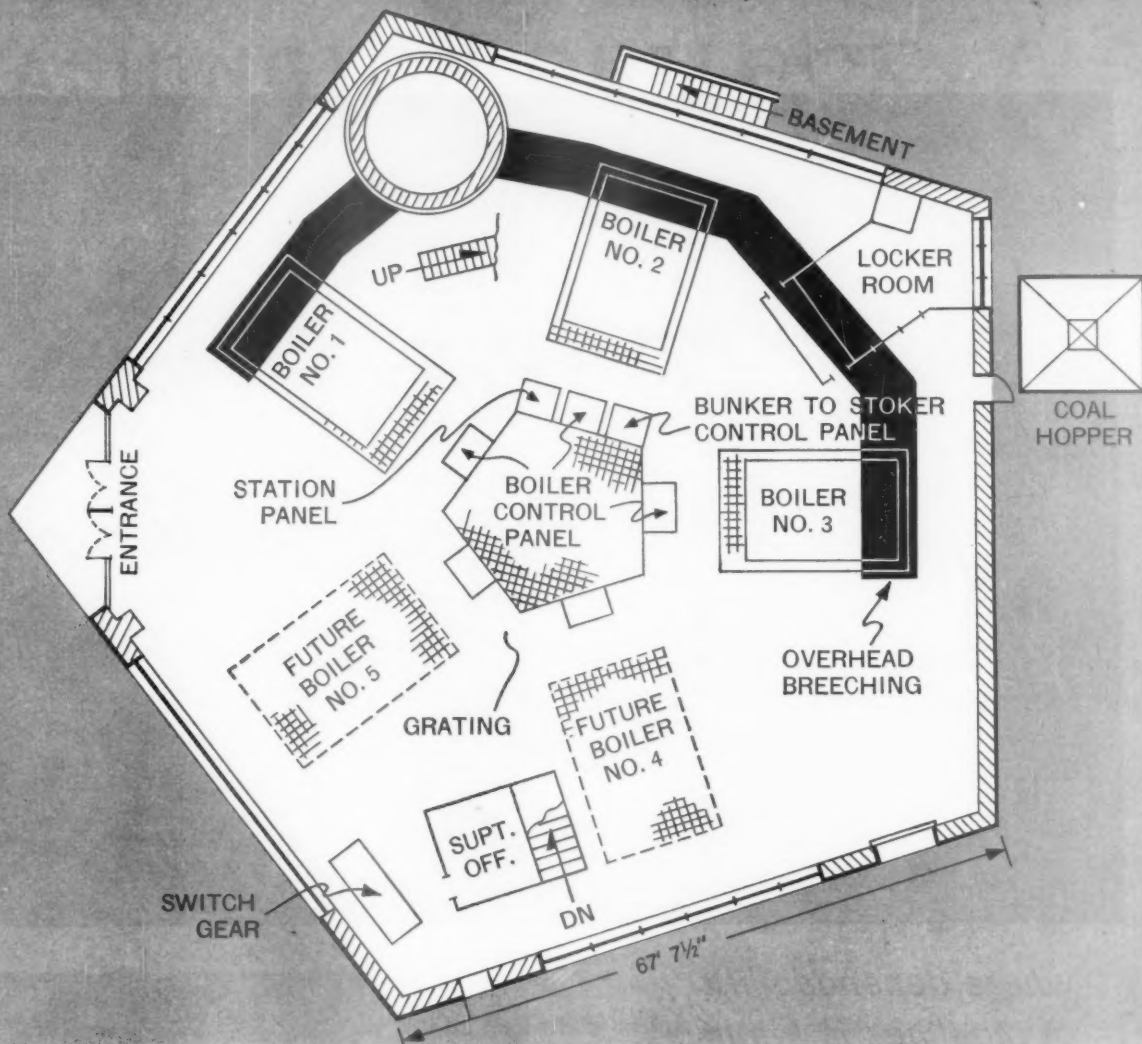 BASEMENT
BOILER
NO. 2
LOCKER
ROOM
UP
BOILER
NO. 1
COAL
HOPPER
BUNKER TO STOKER
CONTROL PANEL
ENTRANCE
STATION
PANEL
BOILER
CONTROL
PANEL
BOILER
NO. 3
FUTURE
BOILER
NO. 5
GRATING
FUTURE
BOILER
NO. 4
OVERHEAD
BREECHING
SUPT.
OFF.
SWITCH
GEAR
DN
67' 7½"